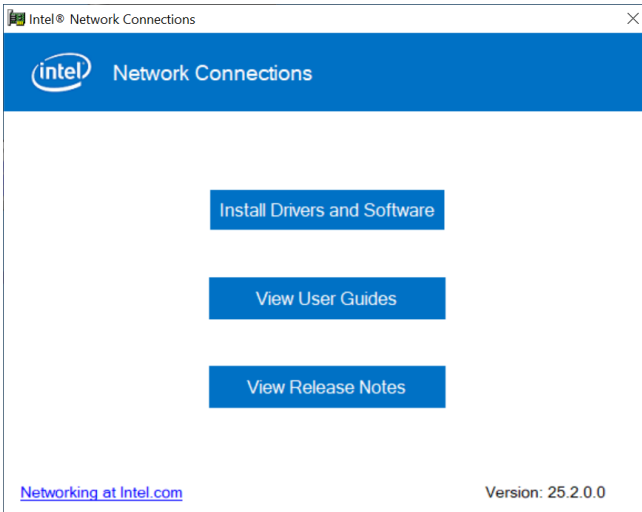 Intel® Network Connections
intel Network Connections
Install Drivers and Software
View User Guides
View Release Notes
Networking at Intel.com
Version: 25.2.0.0